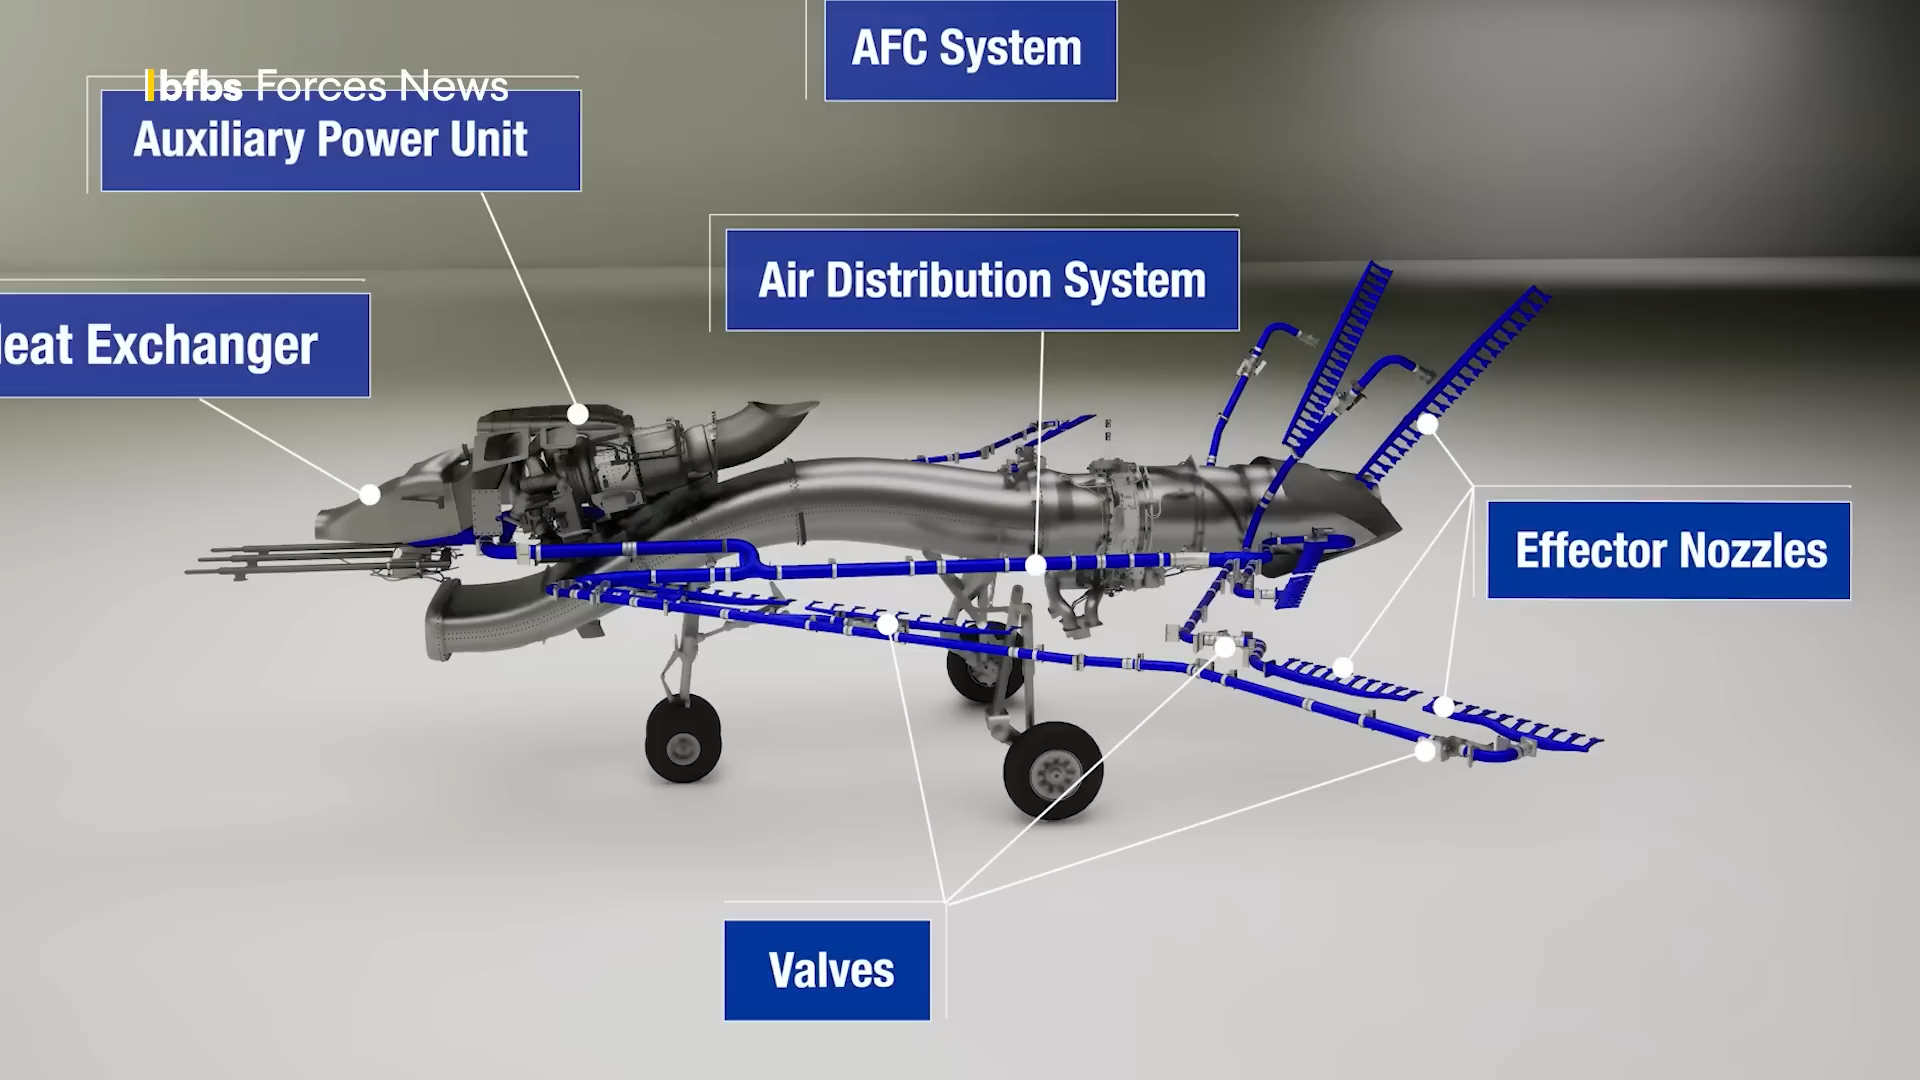 AFC System
bfbs Forces News
Auxiliary Power Unit
Air Distribution System
eat Exchanger
Effector Nozzles
Valves